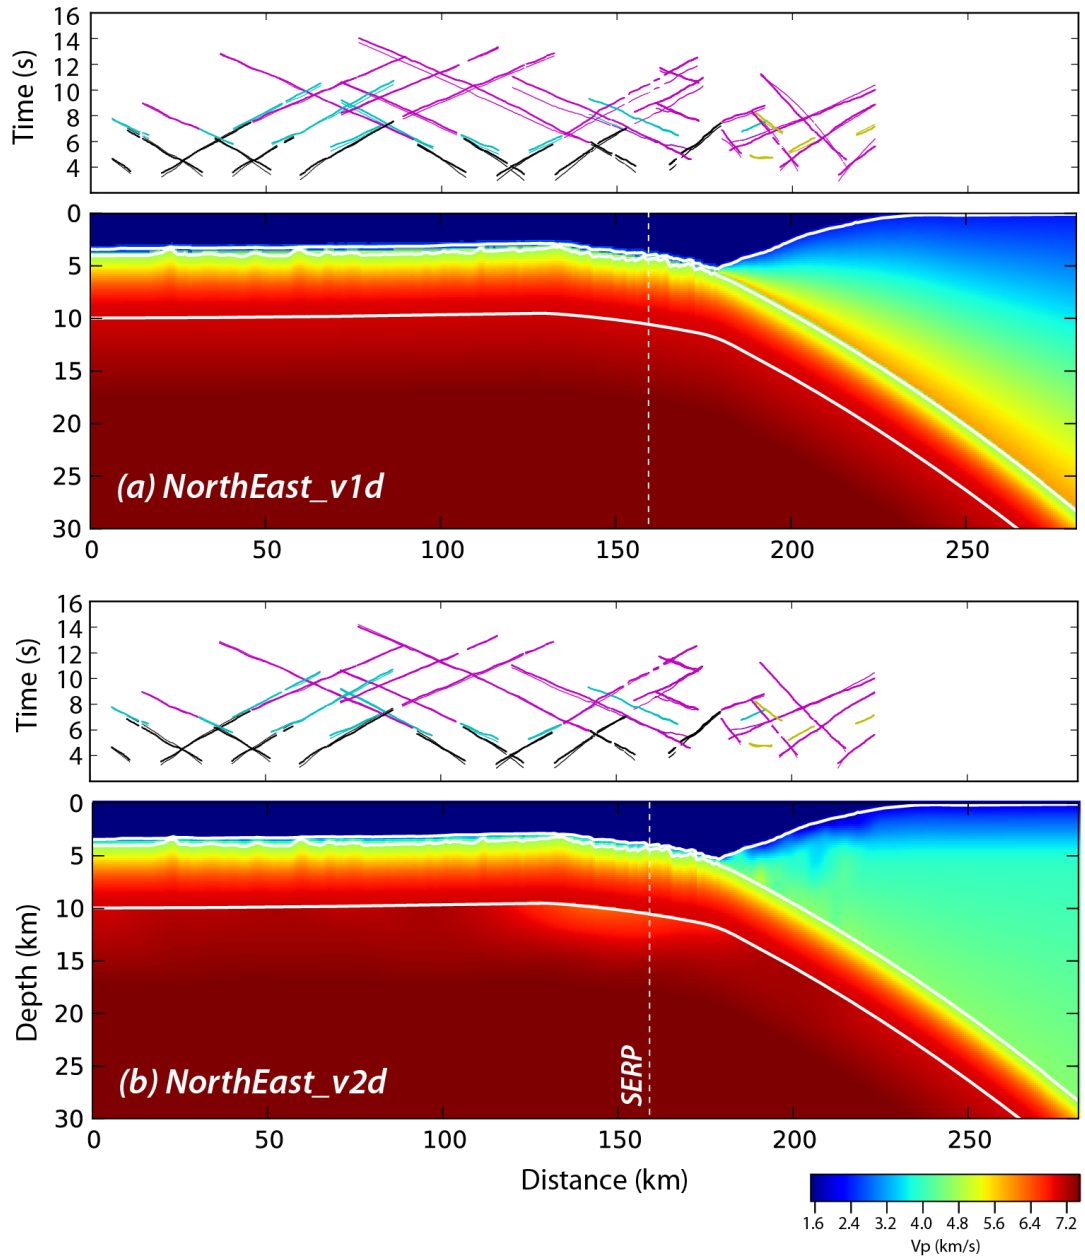 16
14
12
10
8
6
4
Time (s)
0
5
10
15
20
25
30
(a) NorthEast_v1d
0 50 100 150 200 250
16
14
12
10
8
6
4
Time (s)
0
5
10
15
20
25
30
Depth (km)
(b) NorthEast_v2d
SERP
0 50 100 150 200 250
Distance (km)
1.6 2.4 3.2 4.0 4.8 5.6 6.4 7.2
Vp (km/s)